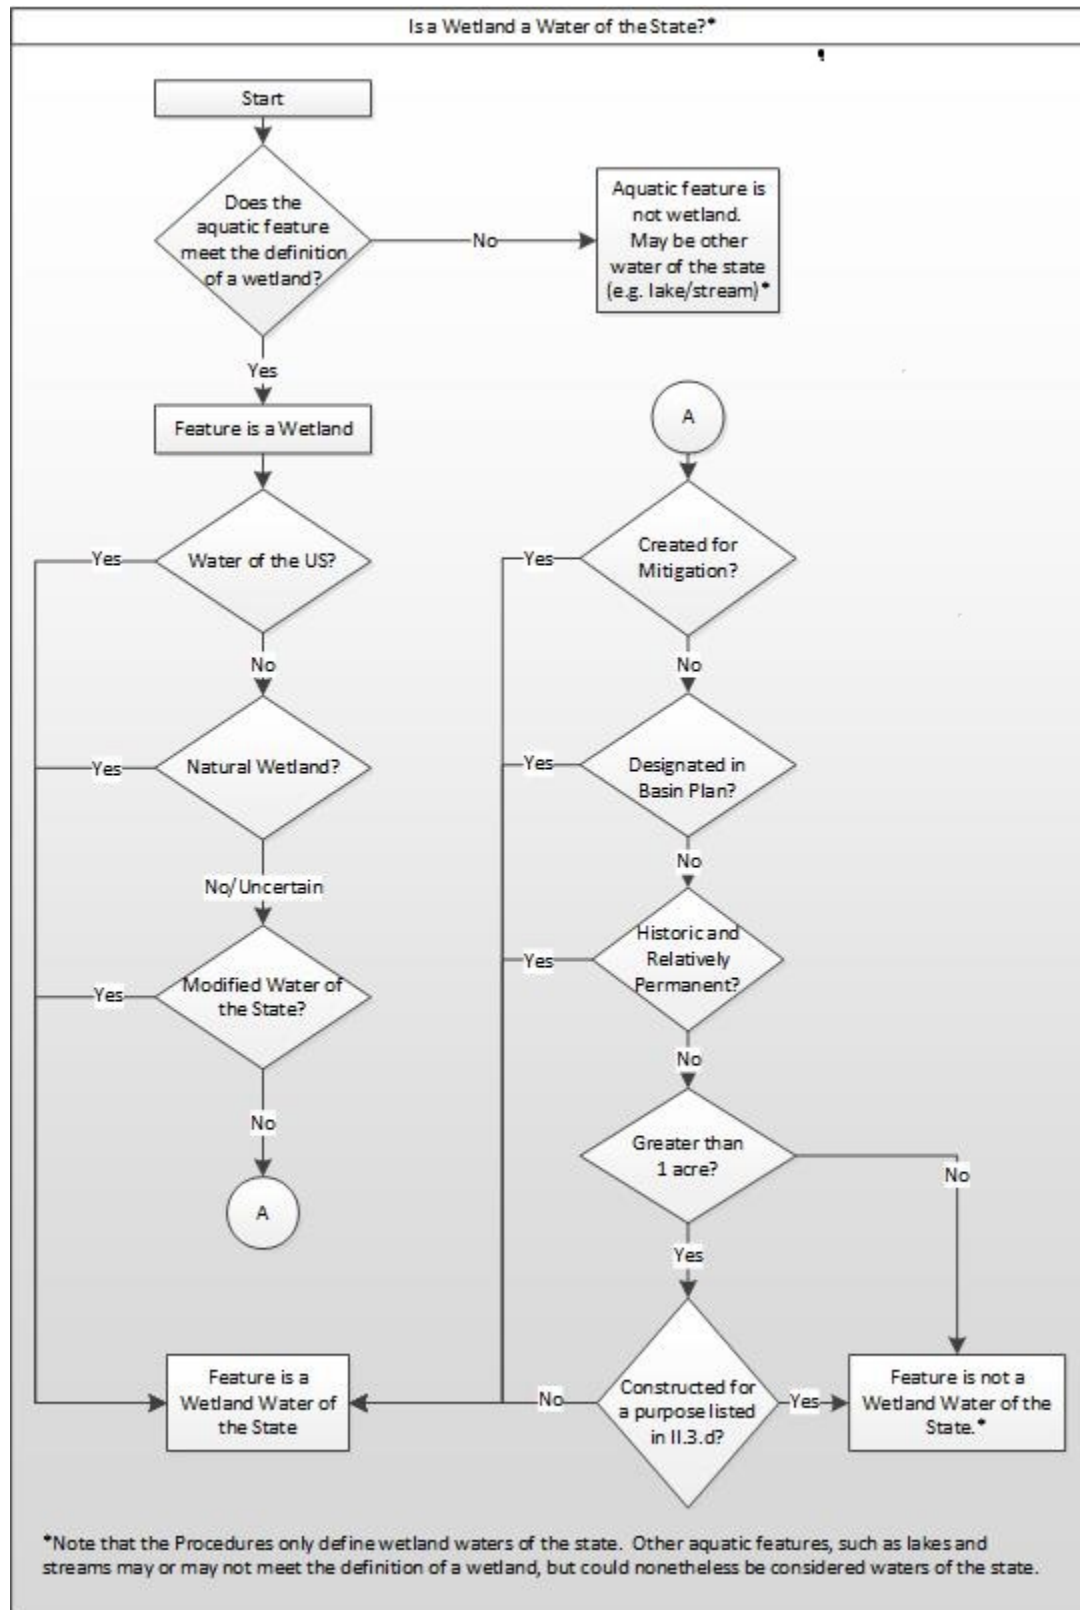 Is a Wetland a Water of the State?*
Start
Does the
aquatic feature
meet the definition
of a wetland?
No
Aquatic feature is
not wetland.
May be other
water of the state
(e.g. lake/stream)*
Yes
Feature is a Wetland
Water of the US?
Yes
No
Natural Wetland?
Yes
No/Uncertain
Modified Water of
the State?
Yes
No
A
A
Created for
Mitigation?
Yes
No
Designated in
Basin Plan?
Yes
No
Historic and
Relatively
Permanent?
Yes
No
Greater than
1 acre?
No
Yes
Constructed for
a purpose listed
in II.3.d?
No
Yes
Feature is a
Wetland Water of
the State
Feature is not a
Wetland Water of the
State.*
*Note that the Procedures only define wetland waters of the state.  Other aquatic features, such as lakes and
streams may or may not meet the definition of a wetland, but could nonetheless be considered waters of the state.